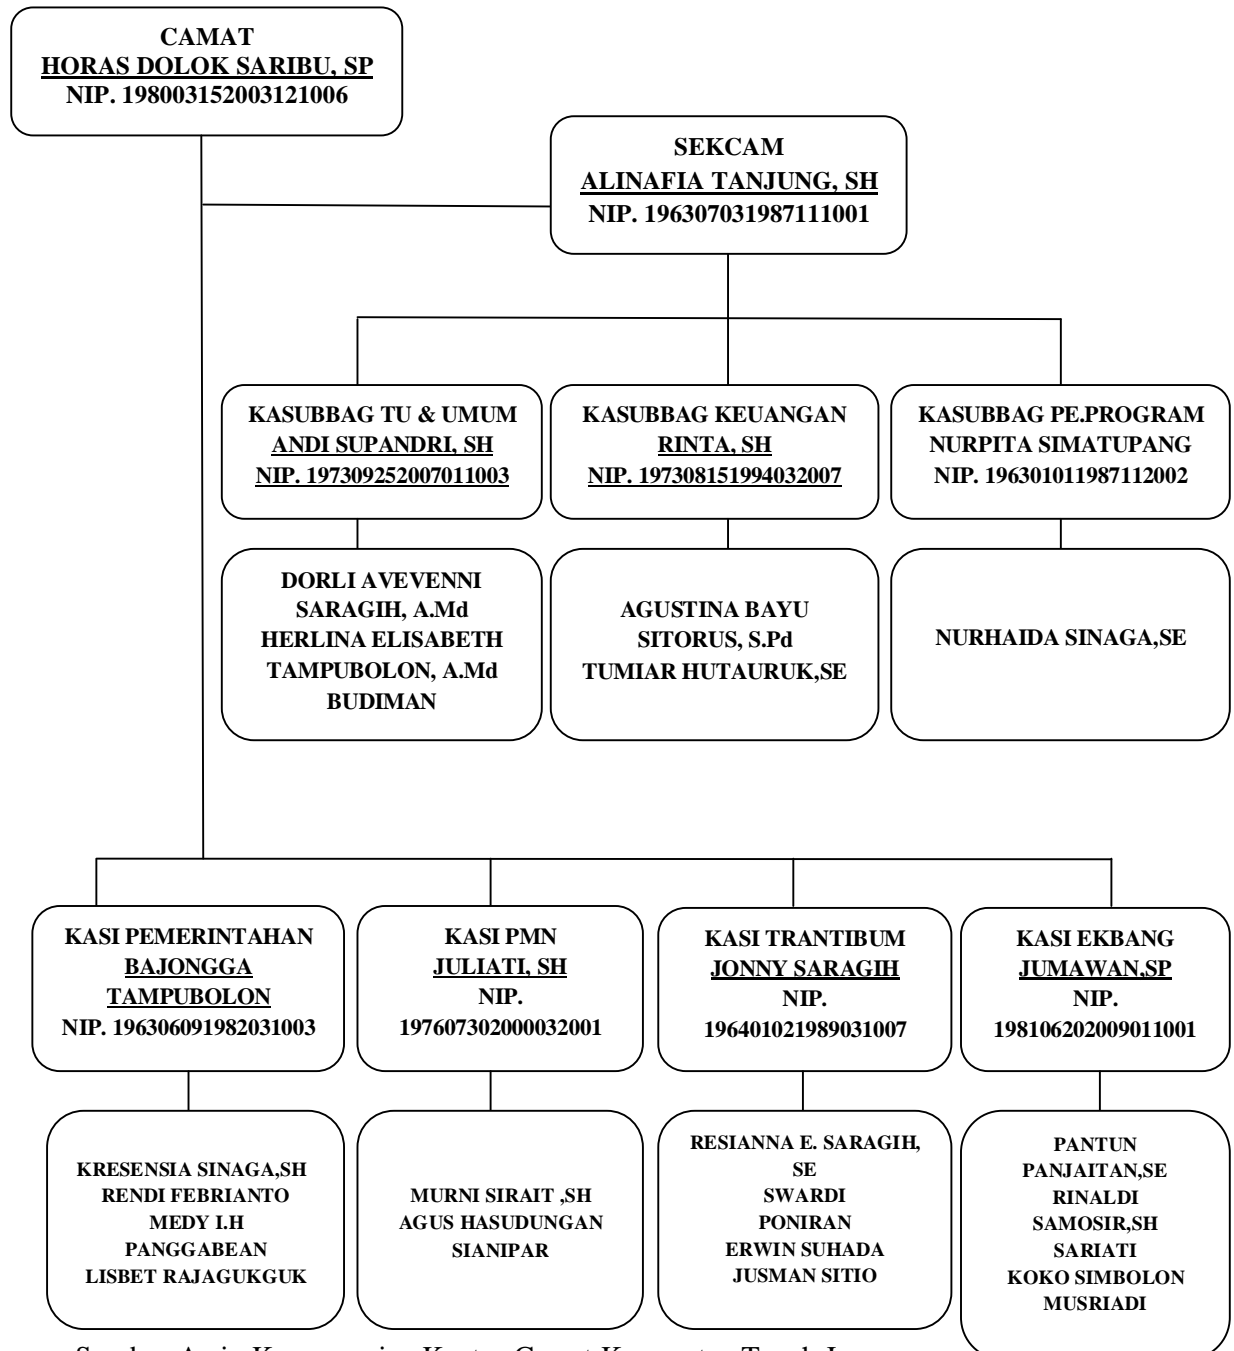 CAMAT
HORAS DOLOK SARIBU, SP
NIP. 198003152003121006
SEKCAM
ALINAFIA TANJUNG, SH
NIP. 196307031987111001
KASUBBAG TU & UMUM
ANDI SUPANDRI, SH
NIP. 197309252007011003
KASUBBAG KEUANGAN
RINTA, SH
NIP. 197308151994032007
KASUBBAG PE.PROGRAM
NURPITA SIMATUPANG
NIP. 196301011987112002
DORLI AVEVENNI
SARAGIH, A.Md
HERLINA ELISABETH
TAMPUBOLON, A.Md
BUDIMAN
AGUSTINA BAYU
SITORUS, S.Pd
TUMIAR HUTAURUK,SE
NURHAIDA SINAGA,SE
KASI PEMERINTAHAN
BAJONGGA
TAMPUBOLON
NIP. 196306091982031003
KASI PMN
JULIATI, SH
NIP.
197607302000032001
KASI TRANTIBUM
JONNY SARAGIH
NIP.
196401021989031007
KASI EKBANG
JUMAWAN,SP
NIP.
198106202009011001
KRESENSIA SINAGA,SH
RENDI FEBRIANTO
MEDY I.H
PANGGABEAN
LISBET RAJAGUKGUK
MURNI SIRAIT ,SH
AGUS HASUDUNGAN
SIANIPAR
RESIANNA E. SARAGIH,
SE
SWARDI
PONIRAN
ERWIN SUHADA
JUSMAN SITIO
PANTUN
PANJAITAN,SE
RINALDI
SAMOSIR,SH
SARIATI
KOKO SIMBOLON
MUSRIADI